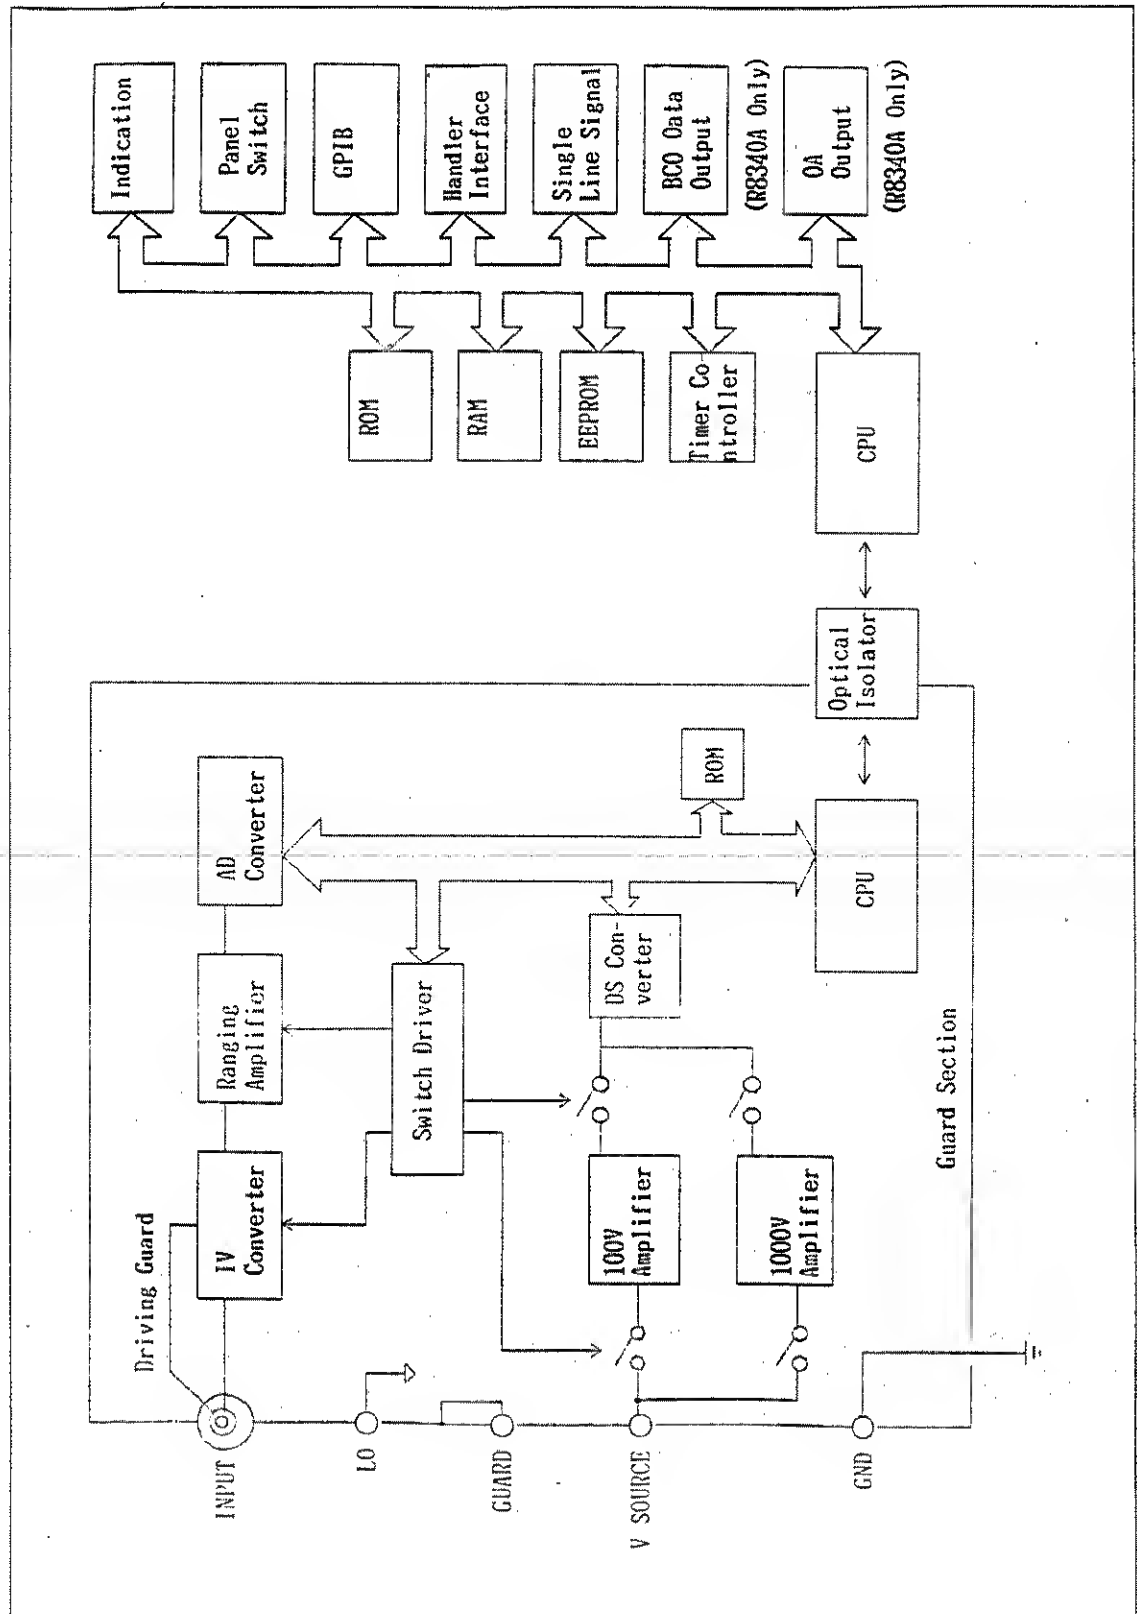 Indication
Panel
Switch
GPIB
Handler
Interface
Single
Line Signal
BCO Oata
Output
(R8340A Only)
OA
Output
(R8340A Only)
ROM
RAM
EEPROM
Timer Co
ntroller
CPU
Optical
Isolator
AD
Converter
ROM
CPU
Ranging
Amplifier
Switch Driver
DS Con-
verter
Guard Section
Driving Guard
IV
Converter
100V
Amplifier
1000V
Amplifier
INPUT
LO
GUARD
V SOURCE
GND